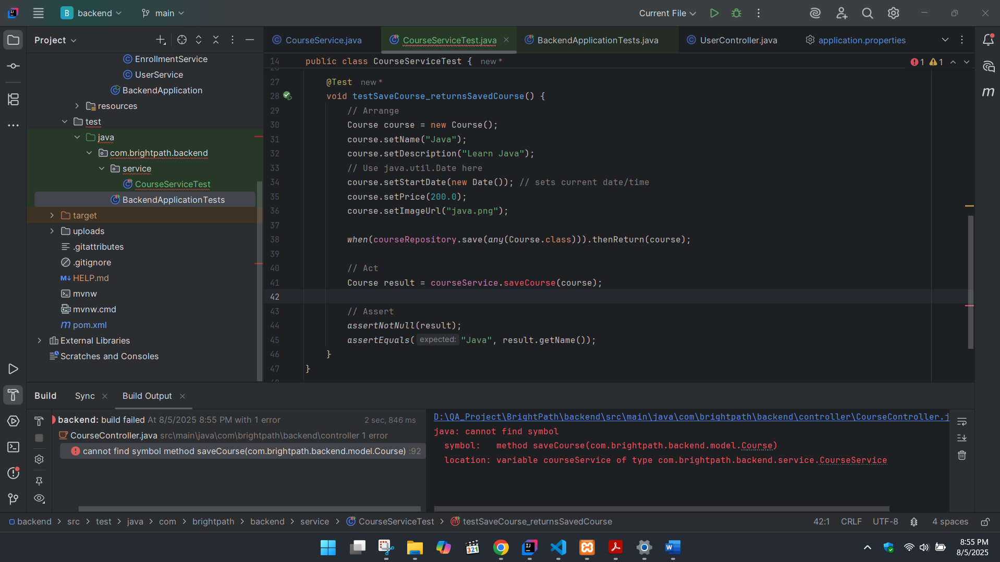 B backend main Current File
Project
CourseService.java CourseServiceTest.java BackendApplicationTests.java UserController.java application.properties
EnrollmentService
UserService
BackendApplication
resources
test
java
com.brightpath.backend
service
CourseServiceTest
BackendApplicationTests
target
uploads
.gitattributes
.gitignore
M↓ HELP.md
mvnw
mvnw.cmd
m pom.xml
External Libraries
Scratches and Consoles
14 public class CourseServiceTest { new *
1 1
27 @Test new *
28 void testSaveCourse_returnsSavedCourse() {
29 // Arrange
30 Course course = new Course();
31 course.setName("Java");
32 course.setDescription("Learn Java");
33 // Use java.util.Date here
34 course.setStartDate(new Date()); // sets current date/time
35 course.setPrice(200.0);
36 course.setImageUrl("java.png");
37
38 when(courseRepository.save(any(Course.class))).thenReturn(course);
39
40 // Act
41 Course result = courseService.saveCourse(course);
42
43 // Assert
44 assertNotNull(result);
45 assertEquals( expected: "Java", result.getName());
46 }
47 }
m
Build Sync Build Output
backend: build failed At 8/5/2025 8:55 PM with 1 error 2 sec, 846 ms
CourseController.java src\main\java\com\brightpath\backend\controller 1 error
cannot find symbol method saveCourse(com.brightpath.backend.model.Course) :92
D:\QA_Project\BrightPath\backend\src\main\java\com\brightpath\backend\controller\CourseController.j
java: cannot find symbol
symbol: method saveCourse(com.brightpath.backend.model.Course)
location: variable courseService of type com.brightpath.backend.service.CourseService
backend > src > test > java > com > brightpath > backend > service > CourseServiceTest > testSaveCourse_returnsSavedCourse
42:1 CRLF UTF-8 4 spaces
8:55 PM
8/5/2025